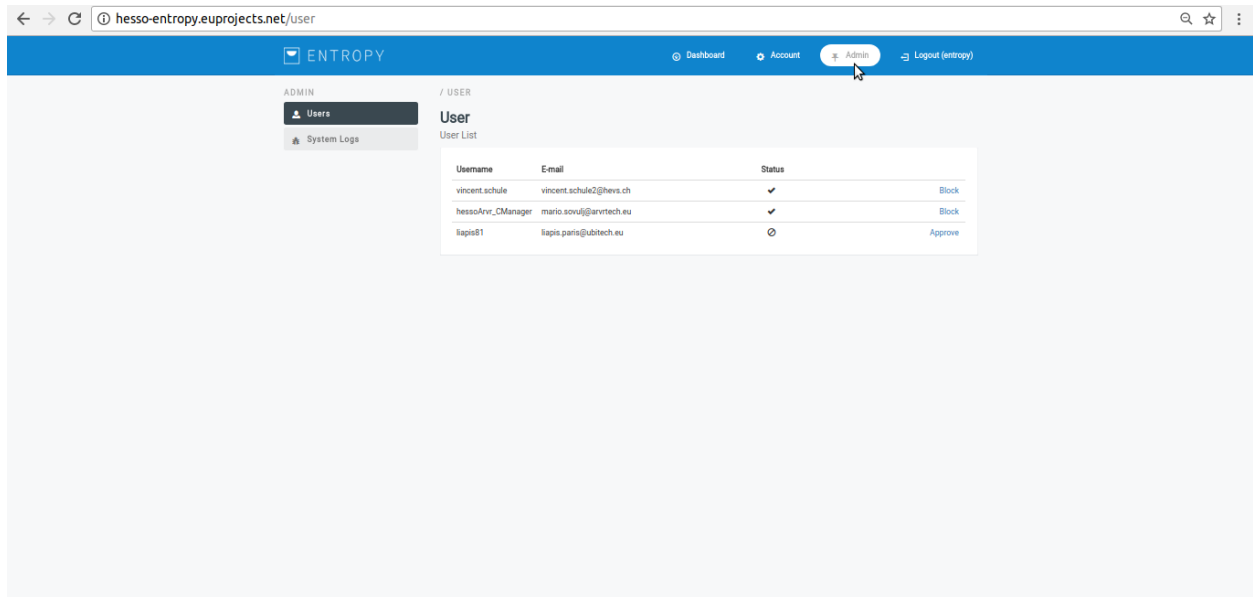 hesso-entropy.euprojects.net/user
ENTROPY
Dashboard Account Admin Logout (entropy)
ADMIN
Users
System Logs
/ USER
User
User List
Username E-mail Status
vincent.schule vincent.schule2@hevs.ch Block
hessoArvr_CManager mario.sovulj@arvrtech.eu Block
liapis81 liapis.paris@ubitech.eu Approve